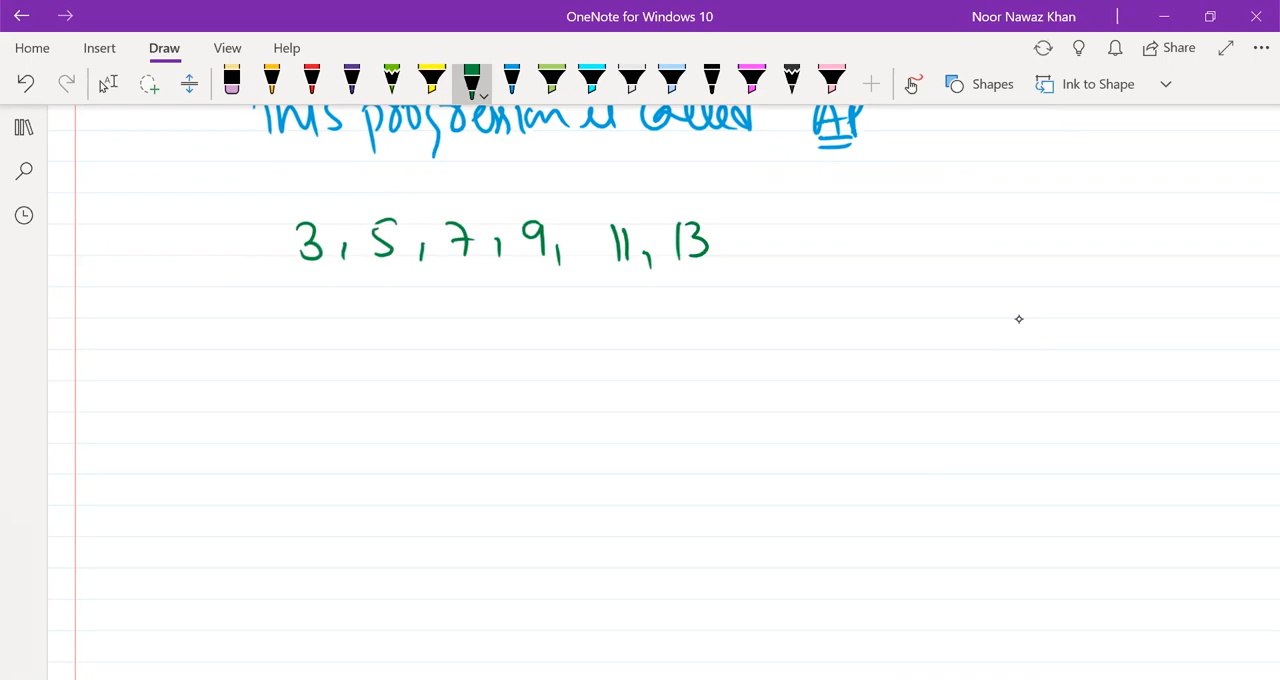 OneNote for Windows 10
Noor Nawaz Khan
Home Insert Draw View Help
Share
Shapes
Ink to Shape
This progression is called AP
3, 5, 7, 9, 11, 13